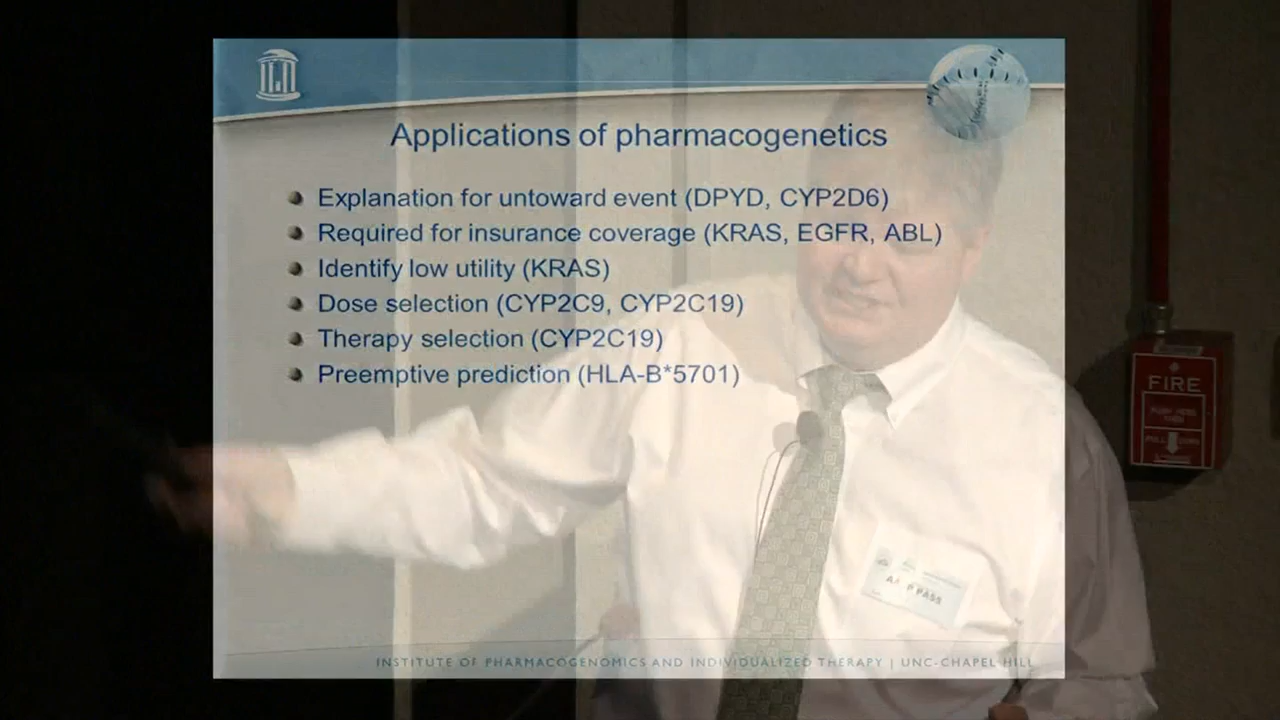 Applications of pharmacogenetics
Explanation for untoward event (DPYD, CYP2D6)
Required for insurance coverage (KRAS, EGFR, ABL)
Identify low utility (KRAS)
Dose selection (CYP2C9, CYP2C19)
Therapy selection (CYP2C19)
Preemptive prediction (HLA-B*5701)
FIRE
INSTITUTE OF PHARMACOGENOMICS AND INDIVIDUALIZED THERAPY | UNC-CHAPEL HILL